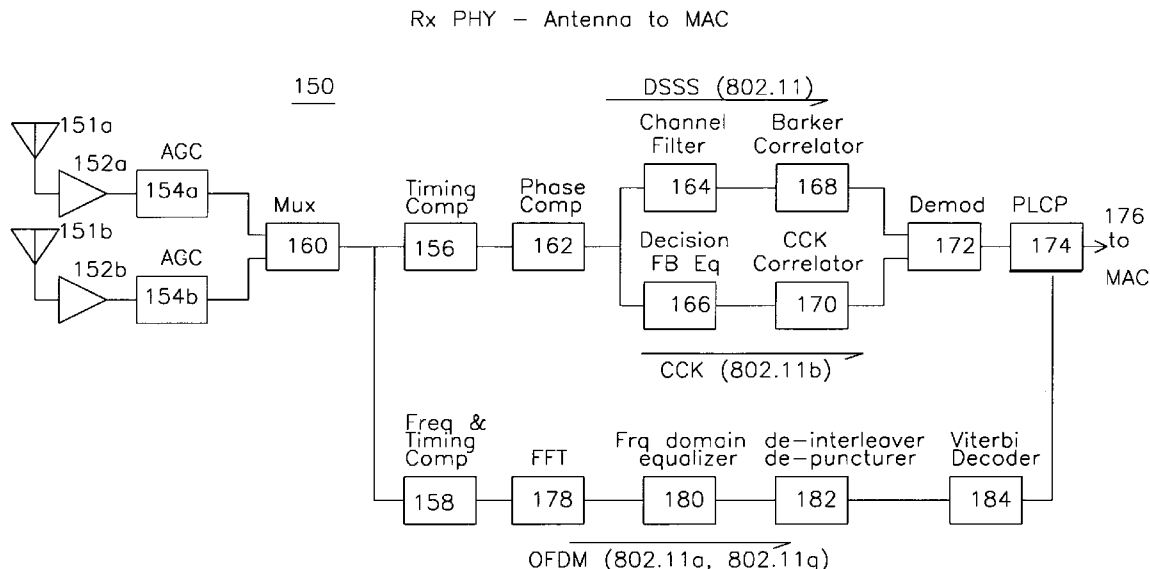 Rx PHY – Antenna to MAC
150
DSSS (802.11)
151a
152a
AGC
154a
151b
152b
AGC
154b
Mux
160
Timing
Comp
156
Phase
Comp
162
Channel
Filter
164
Barker
Correlator
168
Decision
FB Eq
166
CCK
Correlator
170
CCK (802.11b)
Demod
172
PLCP
174
176
to
MAC
Freq &
Timing
Comp
158
FFT
178
Frq domain
equalizer
180
de-interleaver
de-puncturer
182
Viterbi
Decoder
184
OFDM (802.11a, 802.11g)